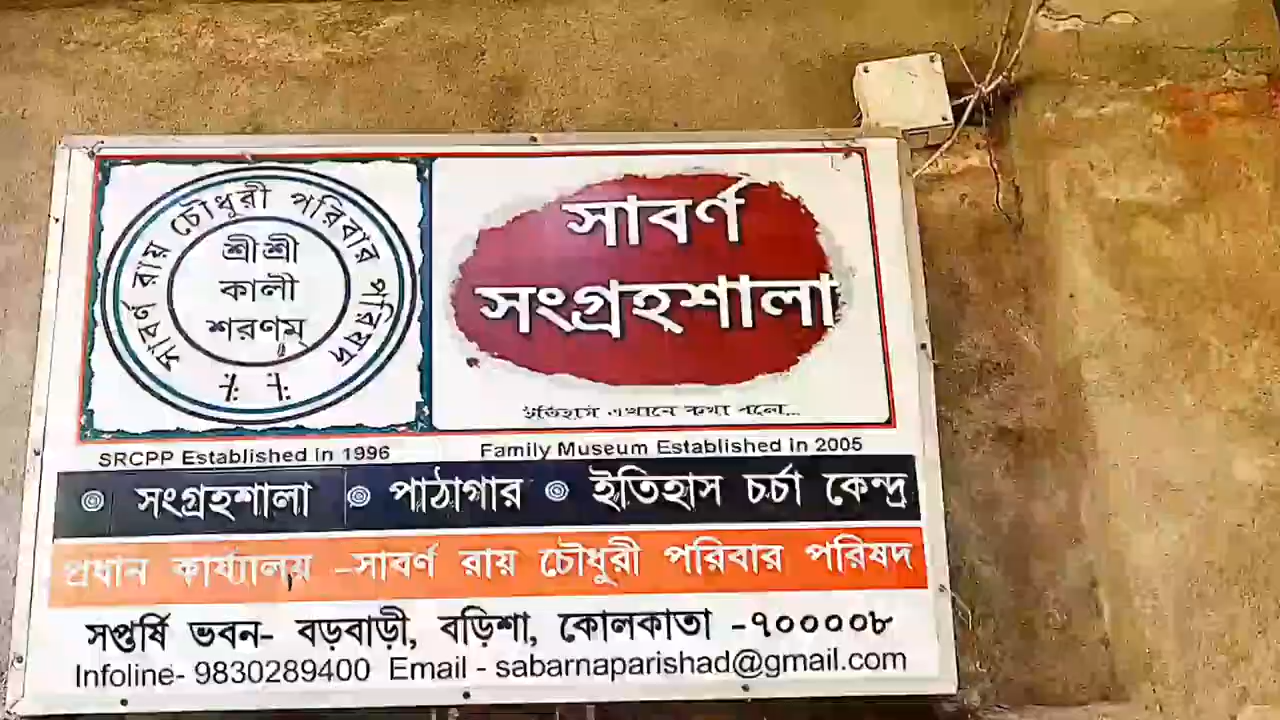 সাবর্ণ রায় চৌধুরী পরিবার পরিষদ
শ্রীশ্রী
কালী
শরণম্
সাবর্ণ
সংগ্রহশালা
ইতিহাস এখানে কথা বলে...
SRCPP Established in 1996
Family Museum Established in 2005
সংগ্রহশালা পাঠাগার ইতিহাস চর্চা কেন্দ্র
প্রধান কার্য্যালয় -সাবর্ণ রায় চৌধুরী পরিবার পরিষদ
সপ্তর্ষি ভবন- বড়বাড়ী, বড়িশা, কোলকাতা -৭০০০০৮
Infoline- 9830289400 Email - sabarnaparishad@gmail.com